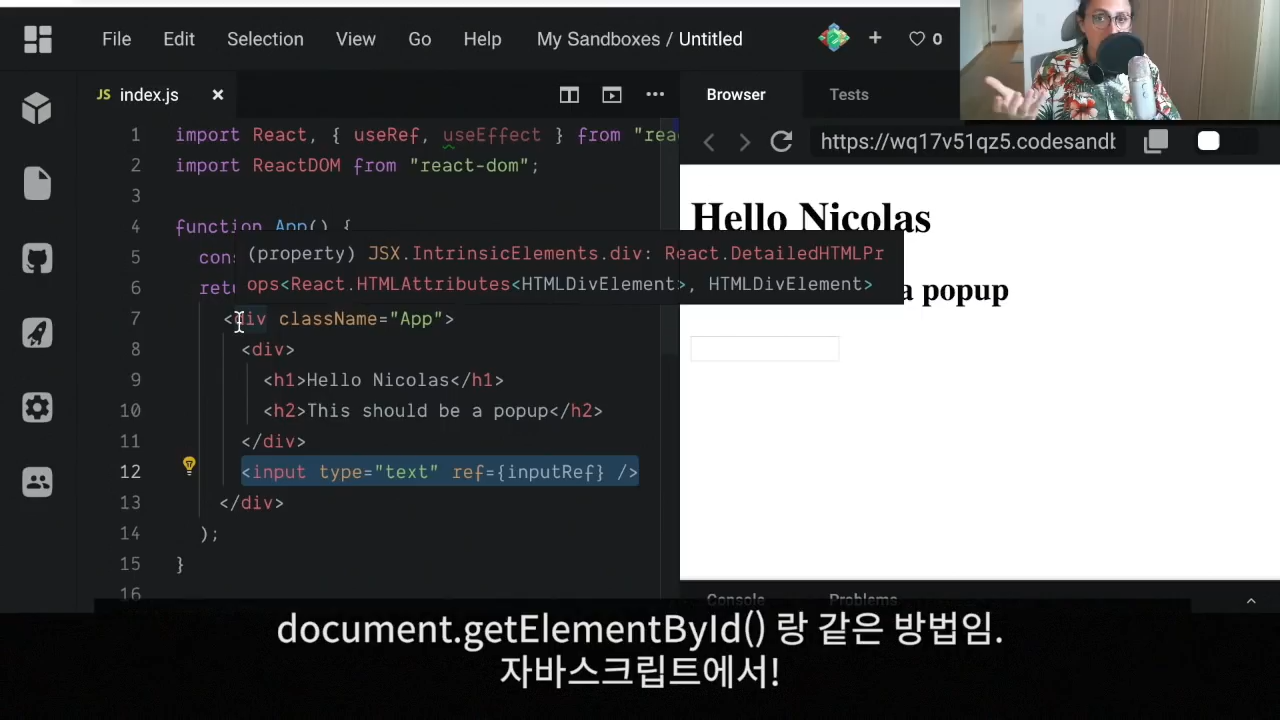 File Edit Selection View Go Help My Sandboxes / Untitled + 0
JS index.js × ...
Browser Tests
https://wq17v51qz5.codesandb
1 import React, { useRef, useEffect } from "rea
2 import ReactDOM from "react-dom";
3
4 function App() {
5 cons
(property) JSX.IntrinsicElements.div: React.DetailedHTMLPr
ops<React.HTMLAttributes<HTMLDivElement>, HTMLDivElement>
6 retu
7 <div className="App">
8 <div>
9 <h1>Hello Nicolas</h1>
10 <h2>This should be a popup</h2>
11 </div>
12 <input type="text" ref={inputRef} />
13 </div>
14 );
15 }
16
Hello Nicolas
a popup
Console Problems
document.getElementById() 랑 같은 방법임.
자바스크립트에서!